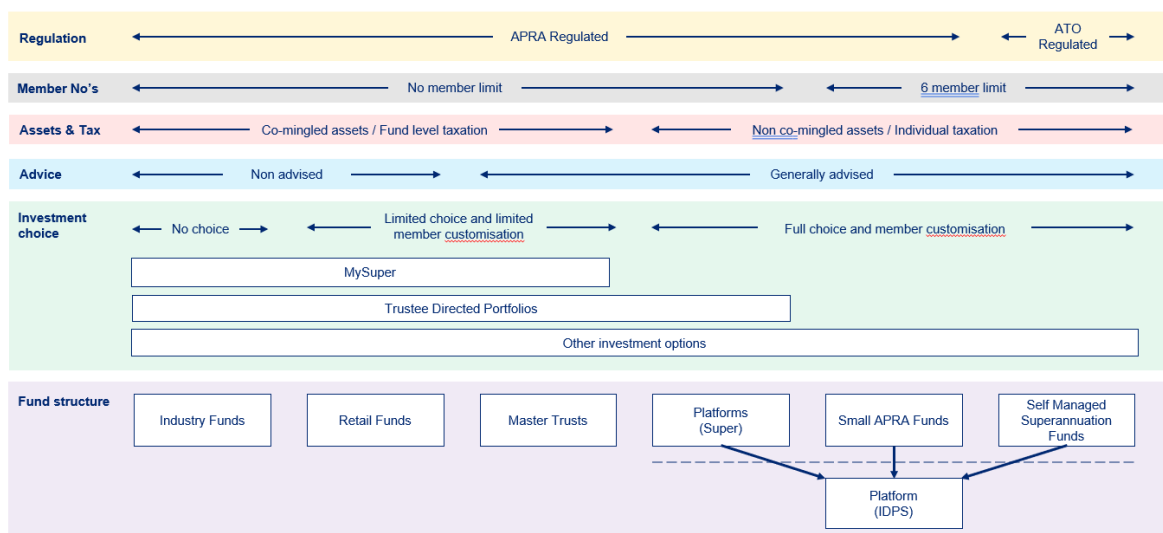 Regulation
APRA Regulated
ATO
Regulated
Member No's
No member limit
6 member limit
Assets & Tax
Co-mingled assets / Fund level taxation
Non co-mingled assets / Individual taxation
Advice
Non advised
Generally advised
Investment
choice
No choice
Limited choice and limited
member customisation
Full choice and member customisation
MySuper
Trustee Directed Portfolios
Other investment options
Fund structure
Industry Funds
Retail Funds
Master Trusts
Platforms
(Super)
Small APRA Funds
Self Managed
Superannuation
Funds
Platform
(IDPS)